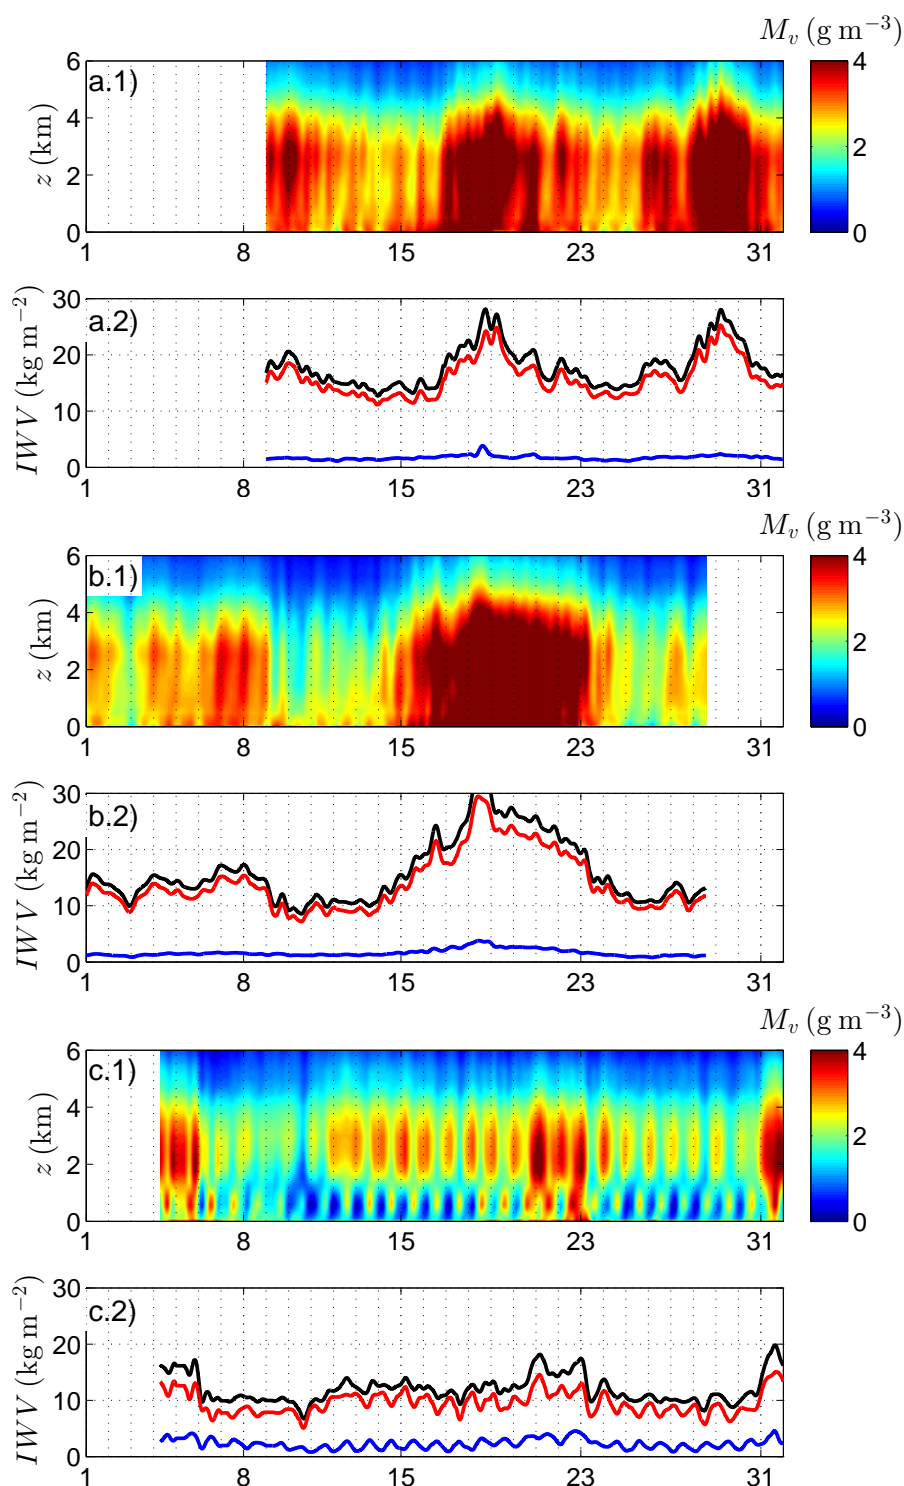 M_v (g m⁻³)
a.1)
z (km)
6
4
2
0
1 8 15 23 31
4
2
0
a.2)
IWV (kg m⁻²)
30
20
10
0
1 8 15 23 31
M_v (g m⁻³)
b.1)
z (km)
6
4
2
0
1 8 15 23 31
4
2
0
b.2)
IWV (kg m⁻²)
30
20
10
0
1 8 15 23 31
M_v (g m⁻³)
c.1)
z (km)
6
4
2
0
1 8 15 23 31
4
2
0
c.2)
IWV (kg m⁻²)
30
20
10
0
1 8 15 23 31